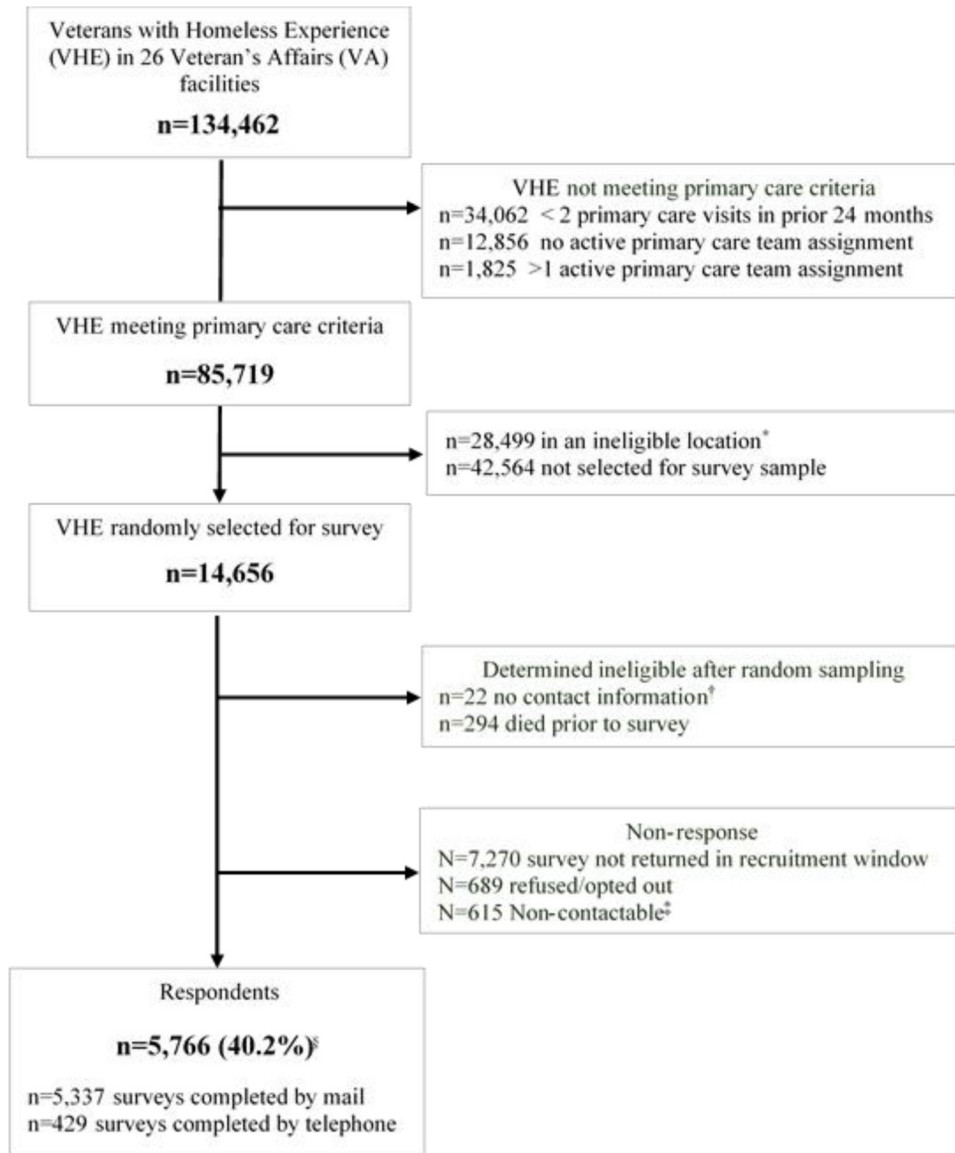 Veterans with Homeless Experience
(VHE) in 26 Veteran's Affairs (VA)
facilities
n=134,462
VHE not meeting primary care criteria
n=34,062 < 2 primary care visits in prior 24 months
n=12,856 no active primary care team assignment
n=1,825 >1 active primary care team assignment
VHE meeting primary care criteria
n=85,719
n=28,499 in an ineligible location*
n=42,564 not selected for survey sample
VHE randomly selected for survey
n=14,656
Determined ineligible after random sampling
n=22 no contact information†
n=294 died prior to survey
Non-response
N=7,270 survey not returned in recruitment window
N=689 refused/opted out
N=615 Non-contactable‡
Respondents
n=5,766 (40.2%)§
n=5,337 surveys completed by mail
n=429 surveys completed by telephone